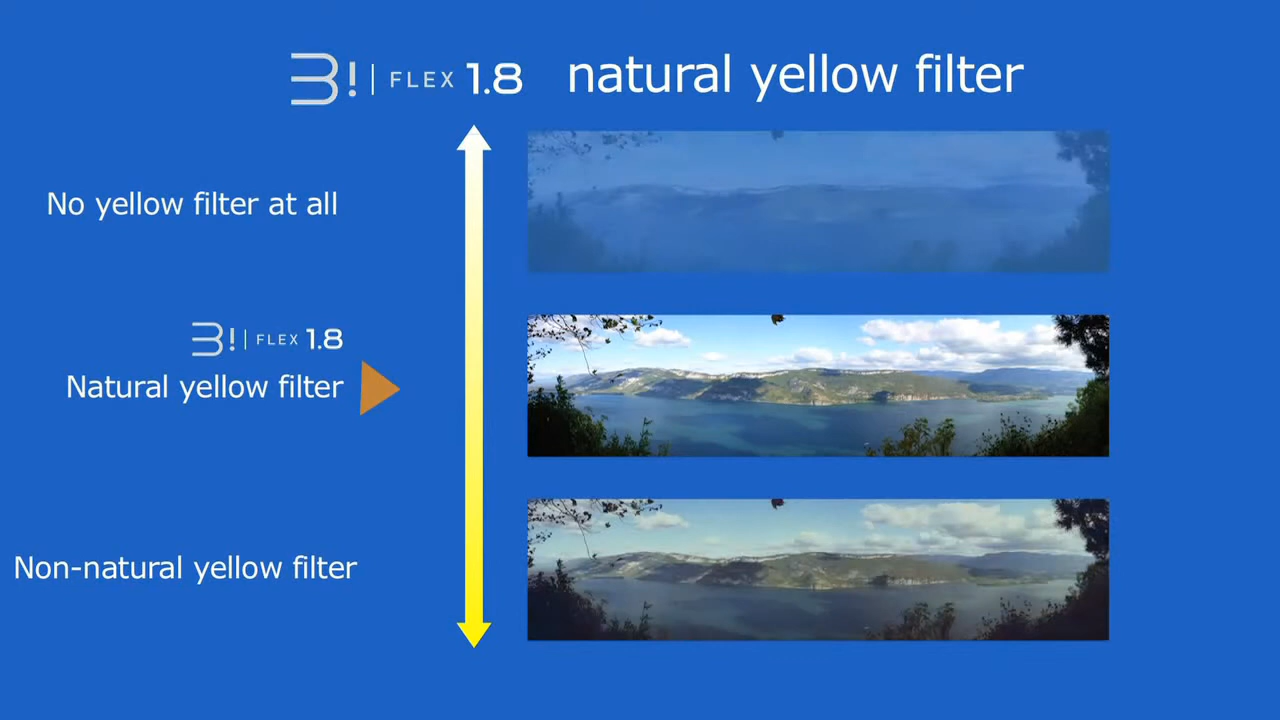 B! | FLEX 1.8 natural yellow filter
No yellow filter at all
B! | FLEX 1.8
Natural yellow filter
Non-natural yellow filter